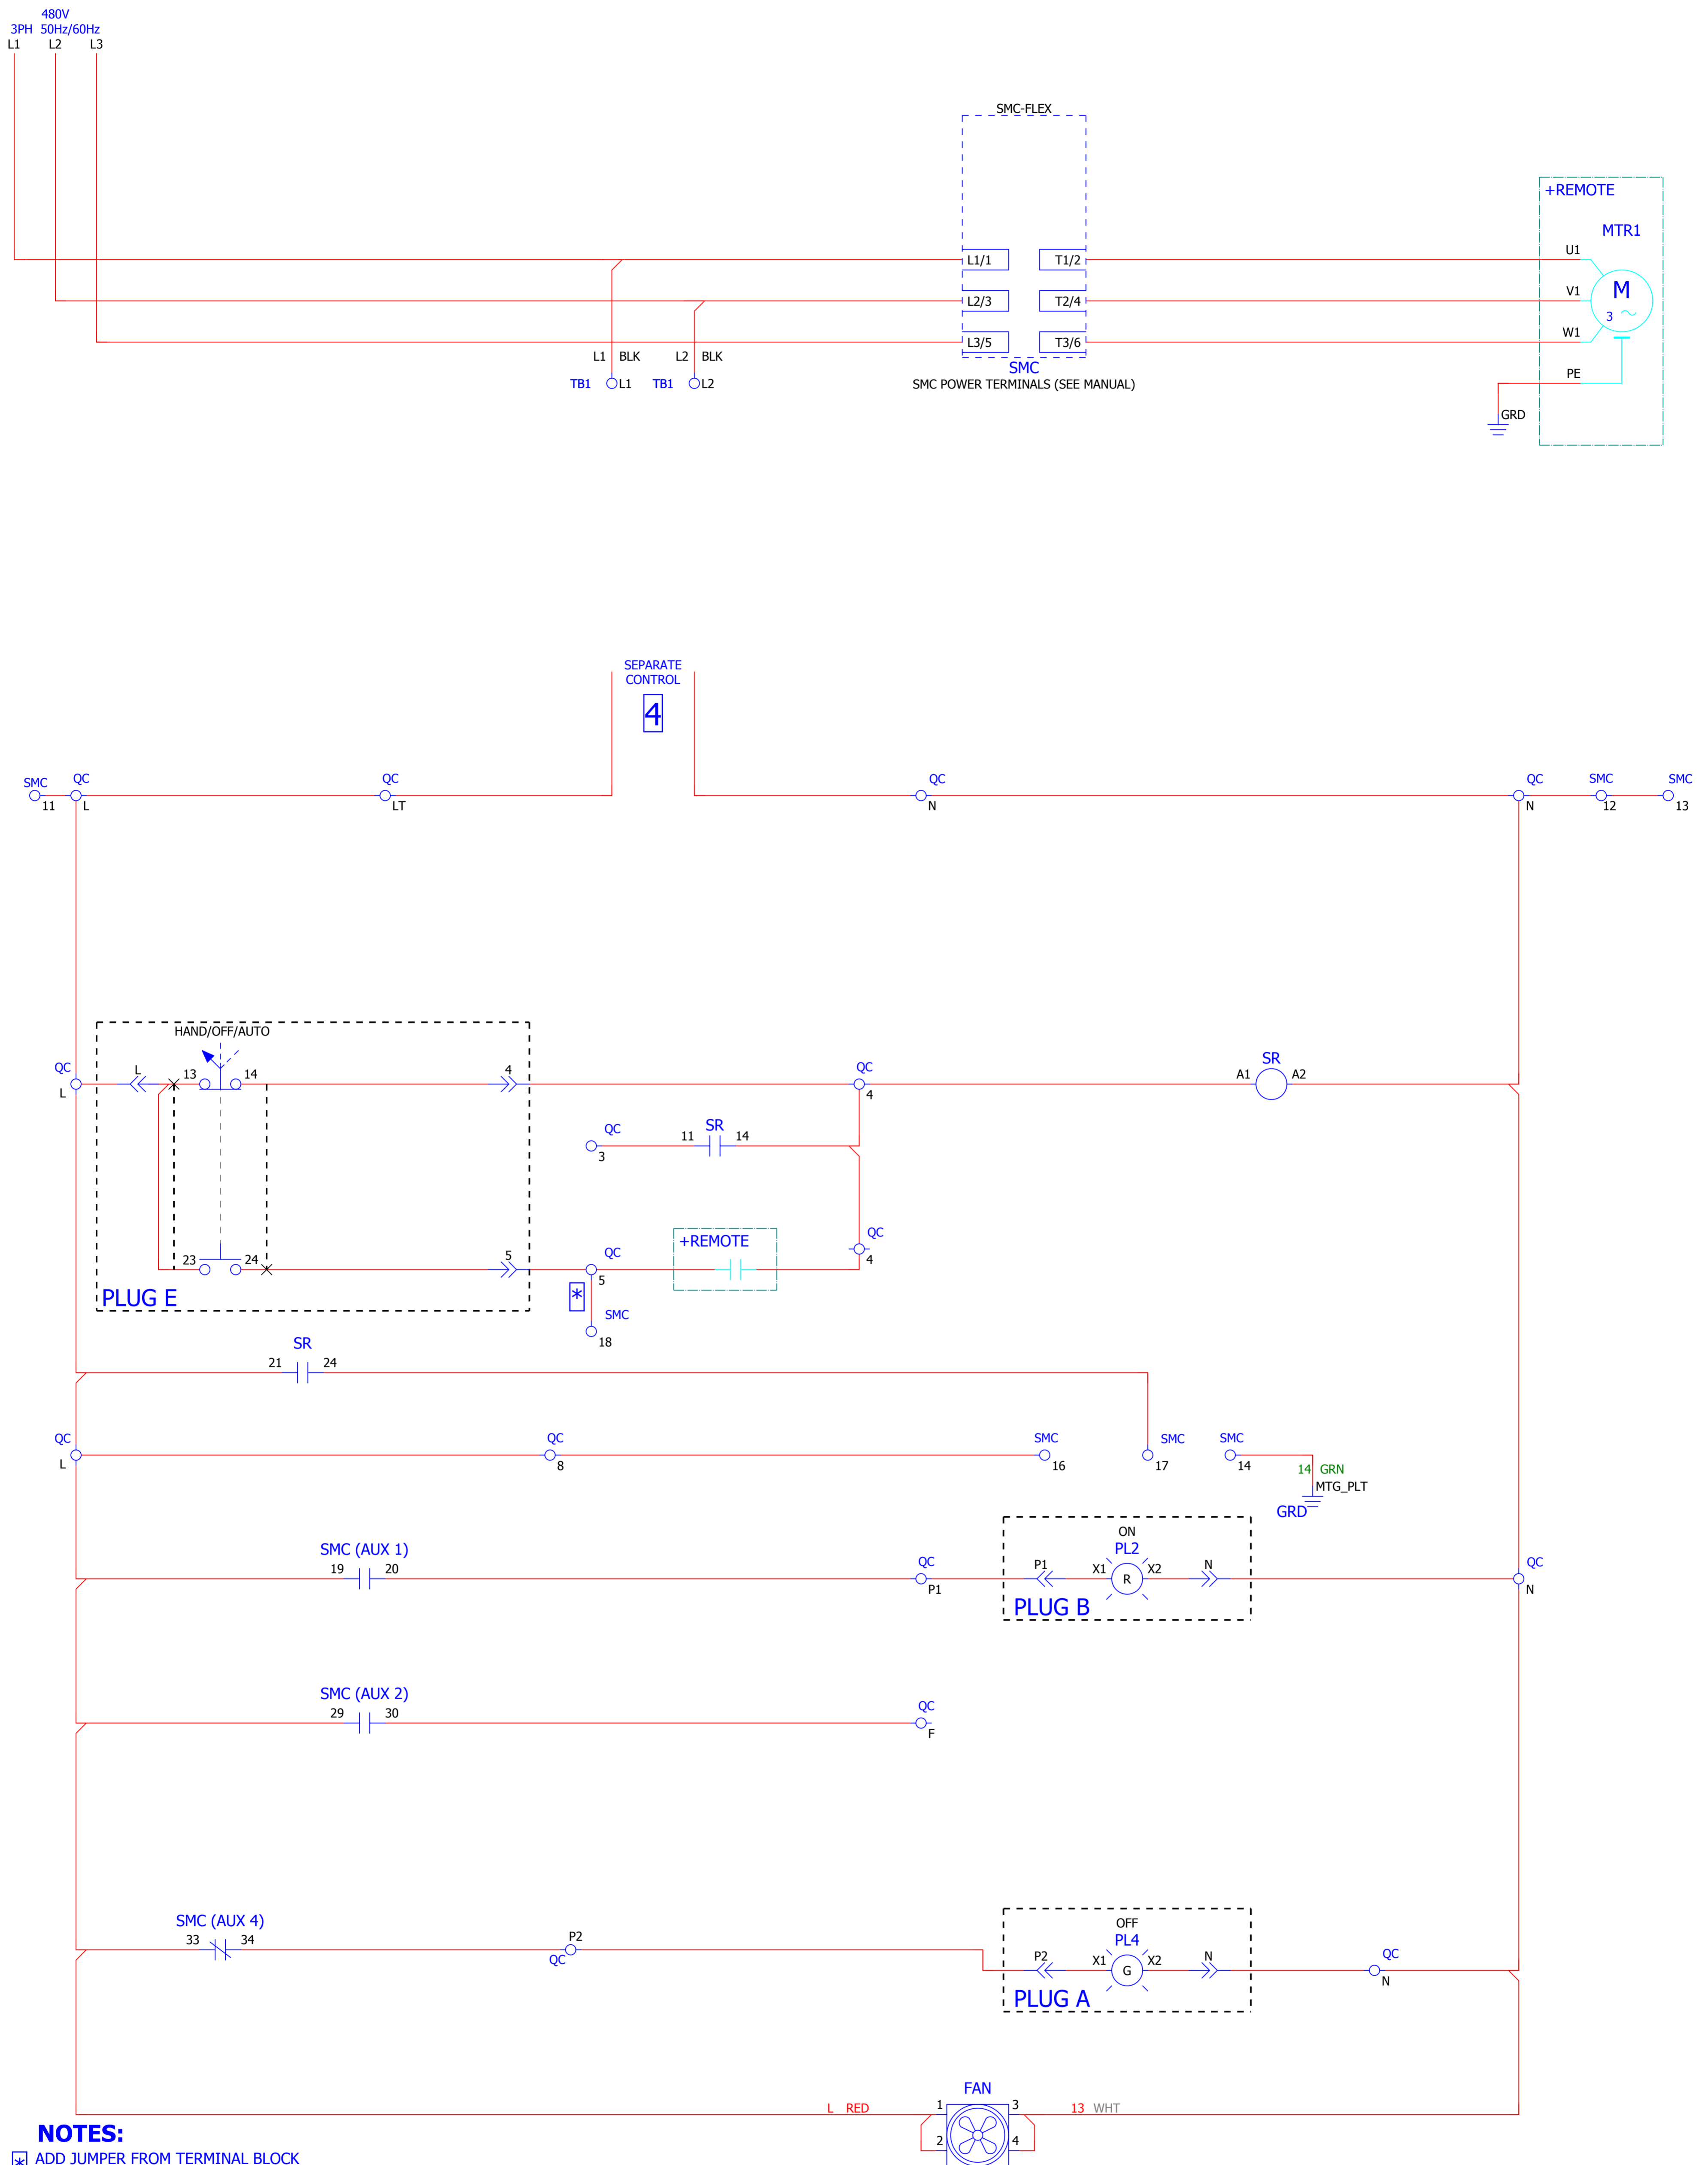 480V
3PH 50Hz/60Hz
L1 L2 L3
SMC-FLEX
+REMOTE
MTR1
L1/1 T1/2 U1
L2/3 T2/4 V1 M
3
L3/5 T3/6 W1
L1 BLK L2 BLK
SMC
TB1 L1 TB1 L2
SMC POWER TERMINALS (SEE MANUAL)
PE
GRD
SEPARATE
CONTROL
4
SMC QC QC QC QC SMC SMC
11 L LT N N 12 13
HAND/OFF/AUTO
QC L 13 14 4 QC SR
L 4 A1 A2
QC 11 SR 14
3
+REMOTE QC
23 24 5 QC 4
5
PLUG E * SMC
18
SR
21 24
QC QC SMC SMC SMC
L 8 16 17 14
14 GRN
MTG_PLT
GRD
ON
SMC (AUX 1) PL2
19 20 QC P1 X1 R X2 N QC
P1 N
PLUG B
SMC (AUX 2)
29 30 QC
F
OFF
SMC (AUX 4) PL4
33 34 P2 P2 X1 G X2 N QC
QC N
PLUG A
FAN
L RED 1 3 13 WHT
NOTES:
2 4
* ADD JUMPER FROM TERMINAL BLOCK